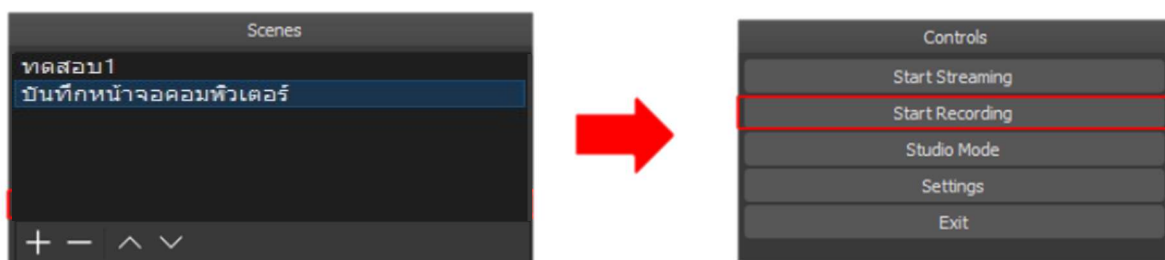 Scenes
ทดสอบ1
บันทึกหน้าจอคอมพิวเตอร์
Controls
Start Streaming
Start Recording
Studio Mode
Settings
Exit